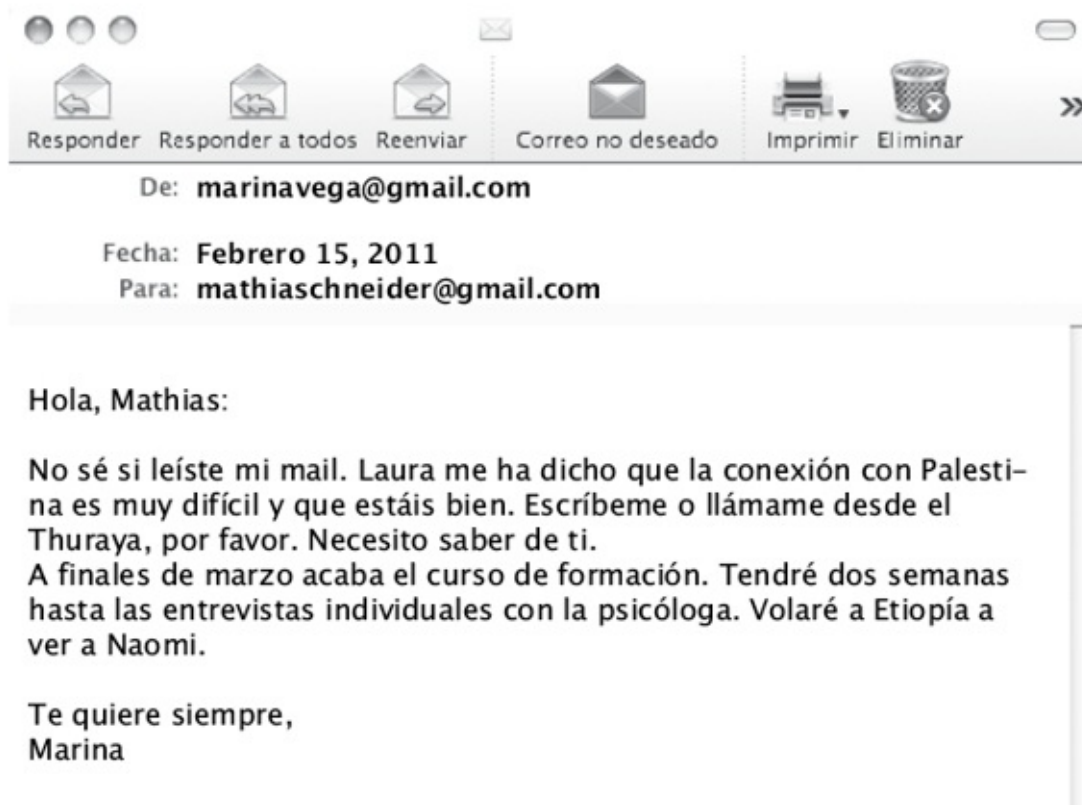 Responder Responder a todos Reenviar Correo no deseado Imprimir Eliminar
De: marinavega@gmail.com
Fecha: Febrero 15, 2011
Para: mathiaschneider@gmail.com
Hola, Mathias:
No sé si leíste mi mail. Laura me ha dicho que la conexión con Palesti-
na es muy difícil y que estáis bien. Escríbeme o llámame desde el
Thuraya, por favor. Necesito saber de ti.
A finales de marzo acaba el curso de formación. Tendré dos semanas
hasta las entrevistas individuales con la psicóloga. Volaré a Etiopía a
ver a Naomi.
Te quiere siempre,
Marina